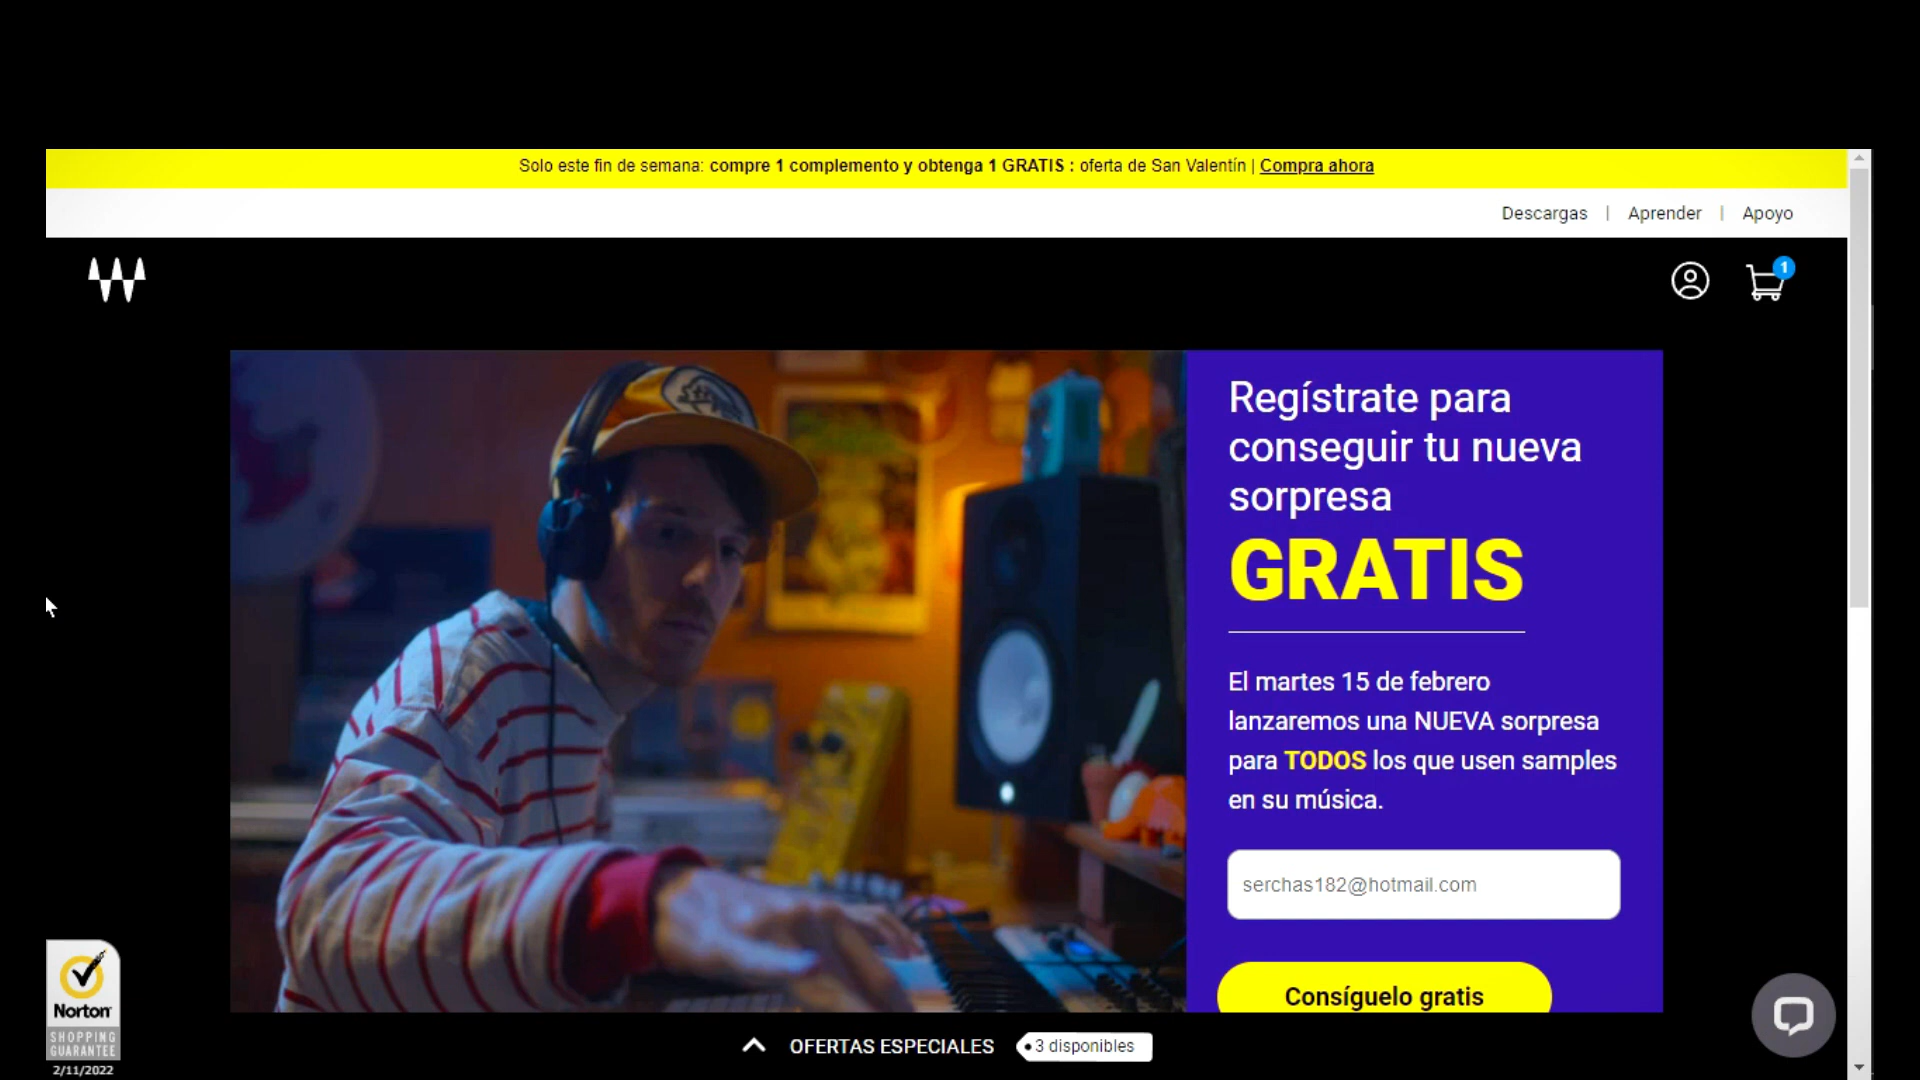 Solo este fin de semana: compre 1 complemento y obtenga 1 GRATIS : oferta de San Valentín | Compra ahora
Descargas | Aprender | Apoyo
1
Regístrate para
conseguir tu nueva
sorpresa
GRATIS
El martes 15 de febrero
lanzaremos una NUEVA sorpresa
para TODOS los que usen samples
en su música.
serchas182@hotmail.com
Consíguelo gratis
Norton
SHOPPING
GUARANTEE
2/11/2022
OFERTAS ESPECIALES
3 disponibles